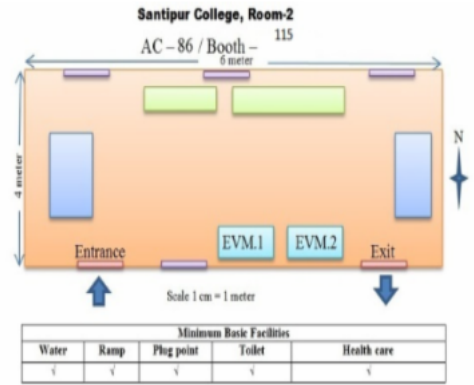 Santipur College, Room-2
AC – 86 / Booth – 115
6 meter
4 meter
N
EVM.1 EVM.2
Entrance Exit
Scale 1 cm = 1 meter
Minimum Basic Facilities
Water Ramp Plug point Toilet Health care
√ √ √ √ √